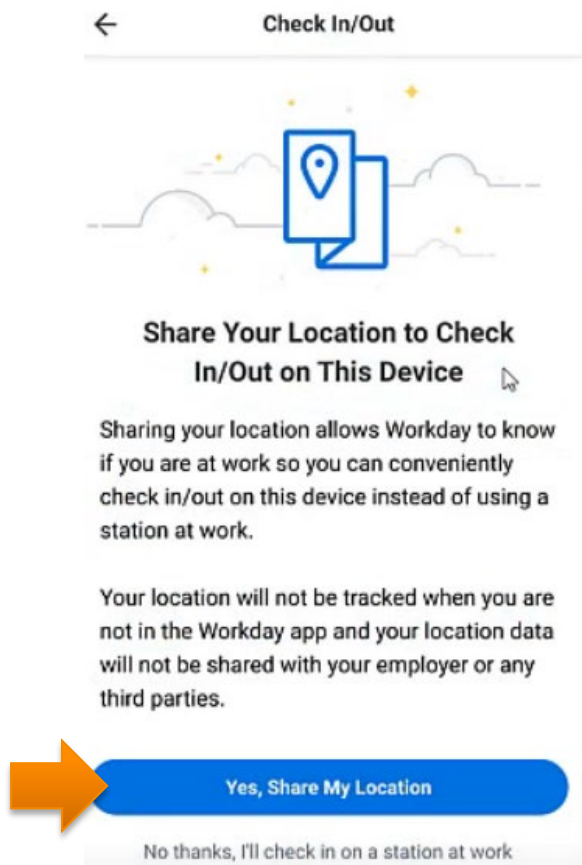 Check In/Out
Share Your Location to Check
In/Out on This Device
Sharing your location allows Workday to know
if you are at work so you can conveniently
check in/out on this device instead of using a
station at work.
Your location will not be tracked when you are
not in the Workday app and your location data
will not be shared with your employer or any
third parties.
Yes, Share My Location
No thanks, I'll check in on a station at work